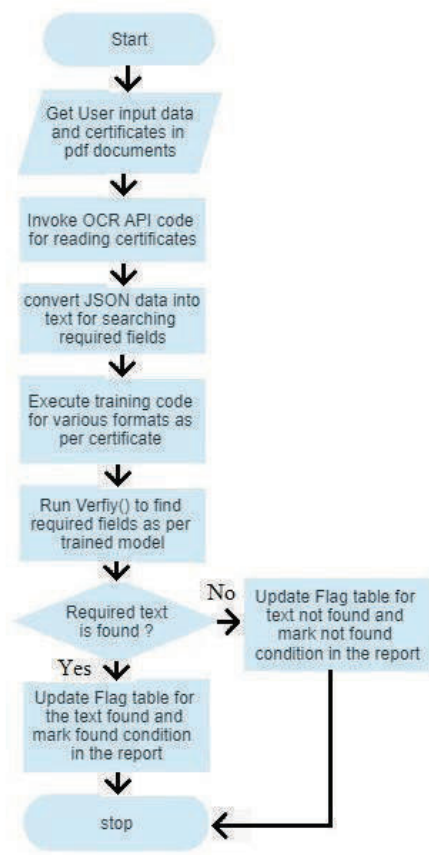 Start
Get User input data
and certificates in
pdf documents
Invoke OCR API code
for reading certificates
convert JSON data into
text for searching
required fields
Execute training code
for various formats as
per certificate
Run Verfiy() to find
required fields as per
trained model
Required text
is found ?
No
Update Flag table for
text not found and
mark not found
condition in the report
Yes
Update Flag table for
the text found and
mark found condition
in the report
stop